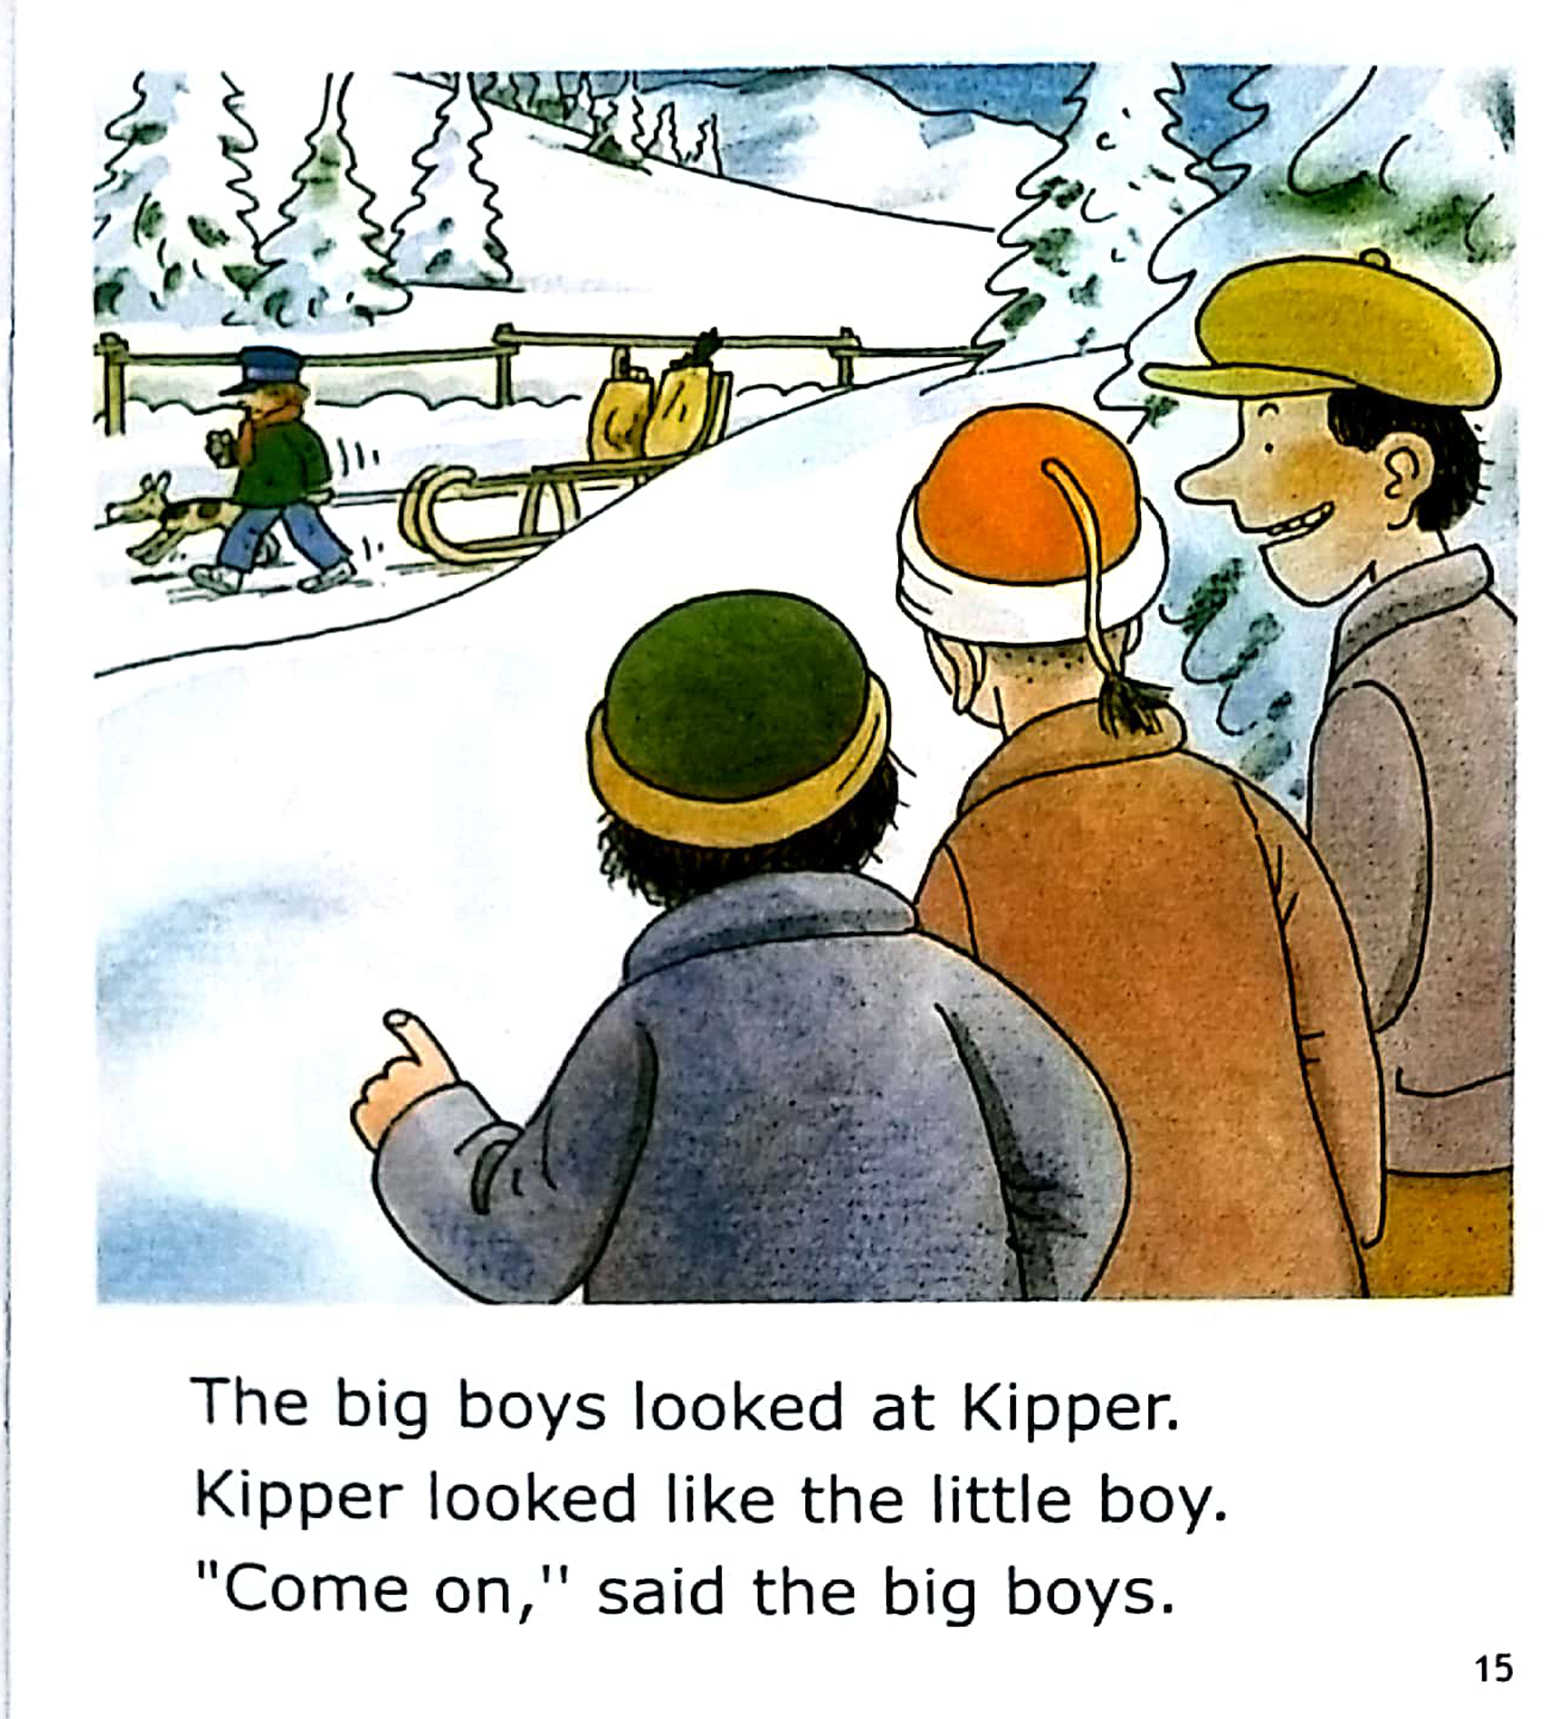 The big boys looked at Kipper.
Kipper looked like the little boy.
"Come on," said the big boys.
15